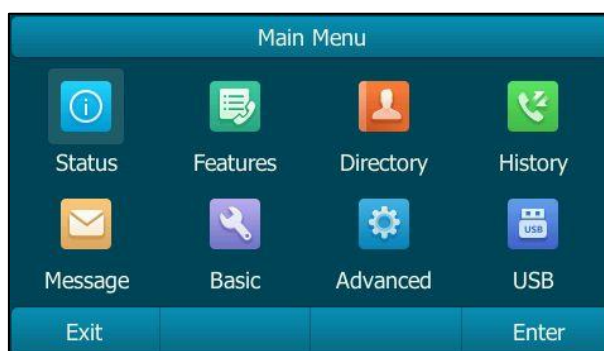 Main Menu
Status Features Directory History
Message Basic Advanced USB
USB
Exit Enter